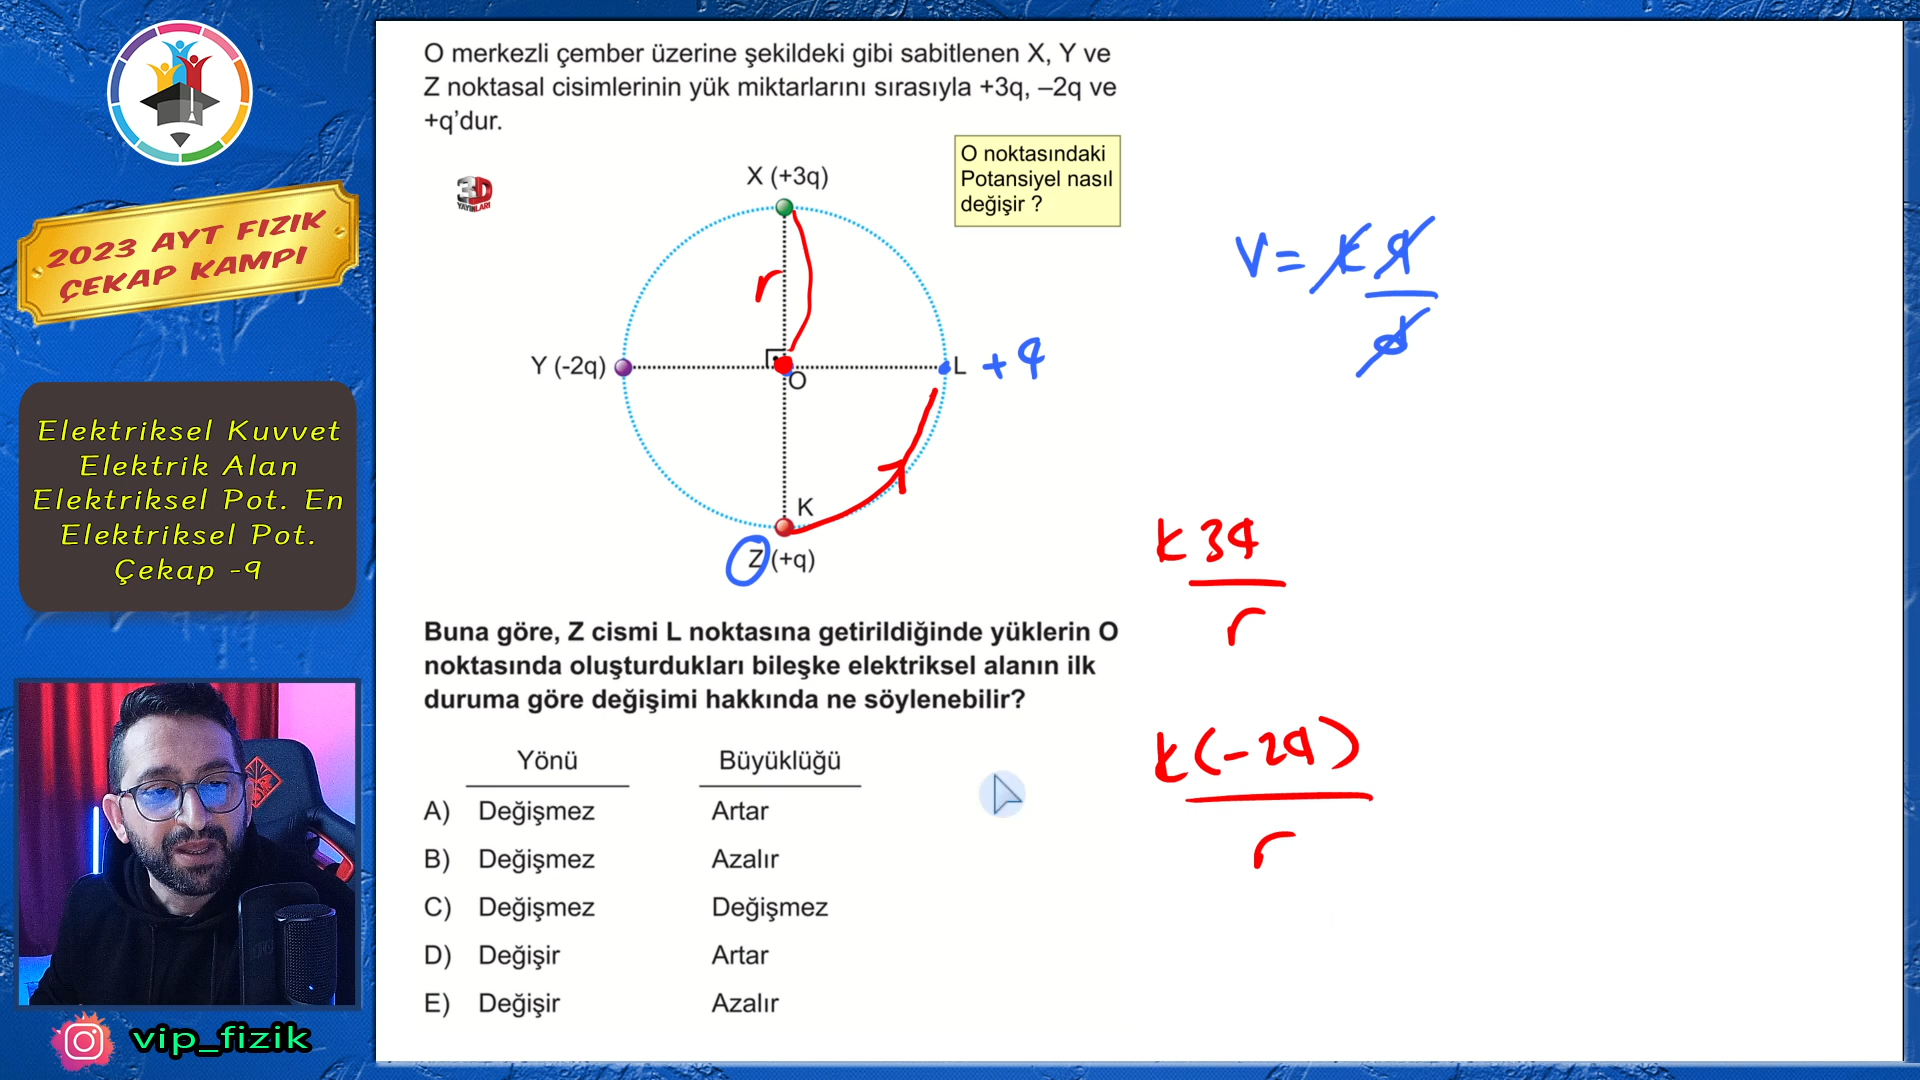 2023 AYT FIZIK
ÇEKAP KAMPI
Elektriksel Kuvvet
Elektrik Alan
Elektriksel Pot. En
Elektriksel Pot.
Çekap -9
vip_fizik
O merkezli çember üzerine şekildeki gibi sabitlenen X, Y ve
Z noktasal cisimlerinin yük miktarlarını sırasıyla +3q, –2q ve
+q'dur.
3D
YAYINLARI
O noktasındaki
Potansiyel nasıl
değişir ?
X (+3q)
r
Y (-2q)
O
L +q
K
Z (+q)
V = k q
d
k 3q
r
k(-2q)
r
Buna göre, Z cismi L noktasına getirildiğinde yüklerin O
noktasında oluşturdukları bileşke elektriksel alanın ilk
duruma göre değişimi hakkında ne söylenebilir?
Yönü Büyüklüğü
A) Değişmez Artar
B) Değişmez Azalır
C) Değişmez Değişmez
D) Değişir Artar
E) Değişir Azalır